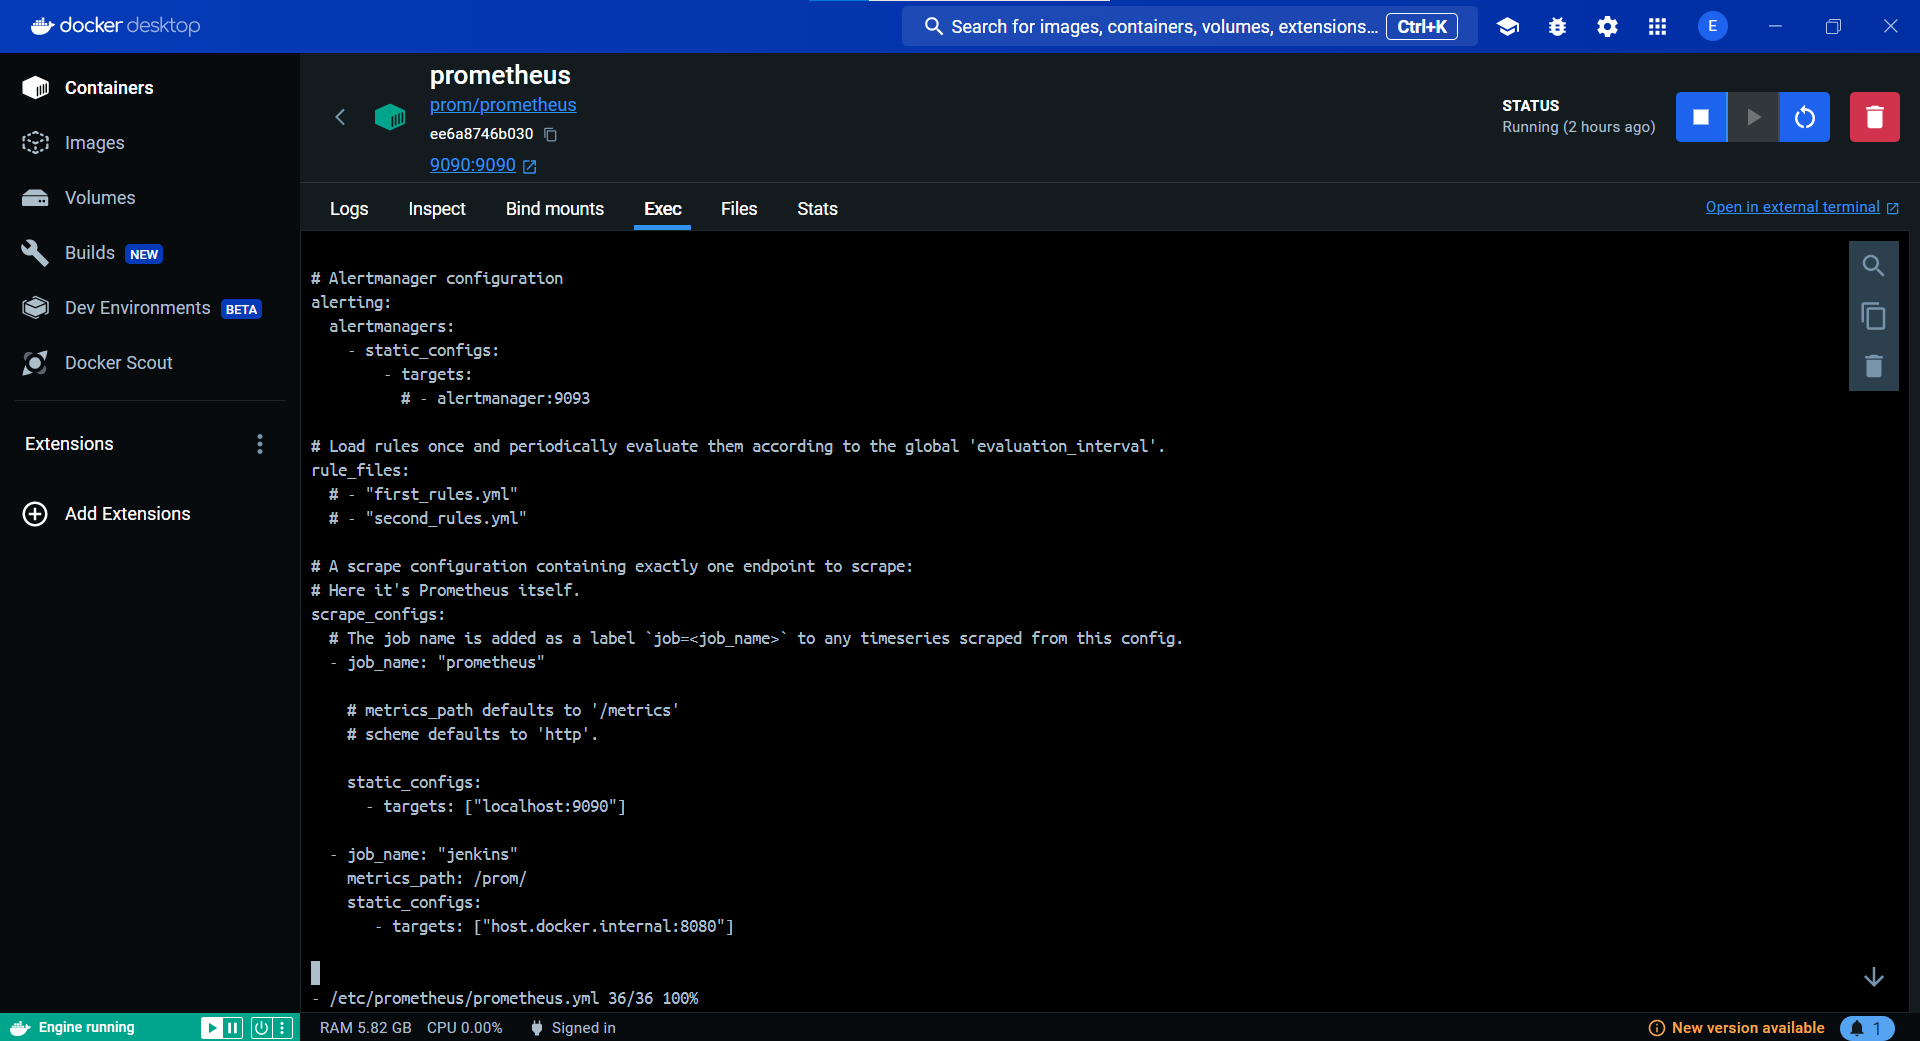 docker desktop
Search for images, containers, volumes, extensions... Ctrl+K
E
Containers
Images
Volumes
Builds NEW
Dev Environments BETA
Docker Scout
Extensions
Add Extensions
prometheus
prom/prometheus
ee6a8746b030
9090:9090
STATUS
Running (2 hours ago)
Logs Inspect Bind mounts Exec Files Stats
Open in external terminal
# Alertmanager configuration
alerting:
  alertmanagers:
    - static_configs:
        - targets:
          # - alertmanager:9093

# Load rules once and periodically evaluate them according to the global 'evaluation_interval'.
rule_files:
  # - "first_rules.yml"
  # - "second_rules.yml"

# A scrape configuration containing exactly one endpoint to scrape:
# Here it's Prometheus itself.
scrape_configs:
  # The job name is added as a label `job=<job_name>` to any timeseries scraped from this config.
  - job_name: "prometheus"

    # metrics_path defaults to '/metrics'
    # scheme defaults to 'http'.

    static_configs:
      - targets: ["localhost:9090"]

  - job_name: "jenkins"
    metrics_path: /prom/
    static_configs:
       - targets: ["host.docker.internal:8080"]

- /etc/prometheus/prometheus.yml 36/36 100%
Engine running
RAM 5.82 GB CPU 0.00% Signed in
New version available
1